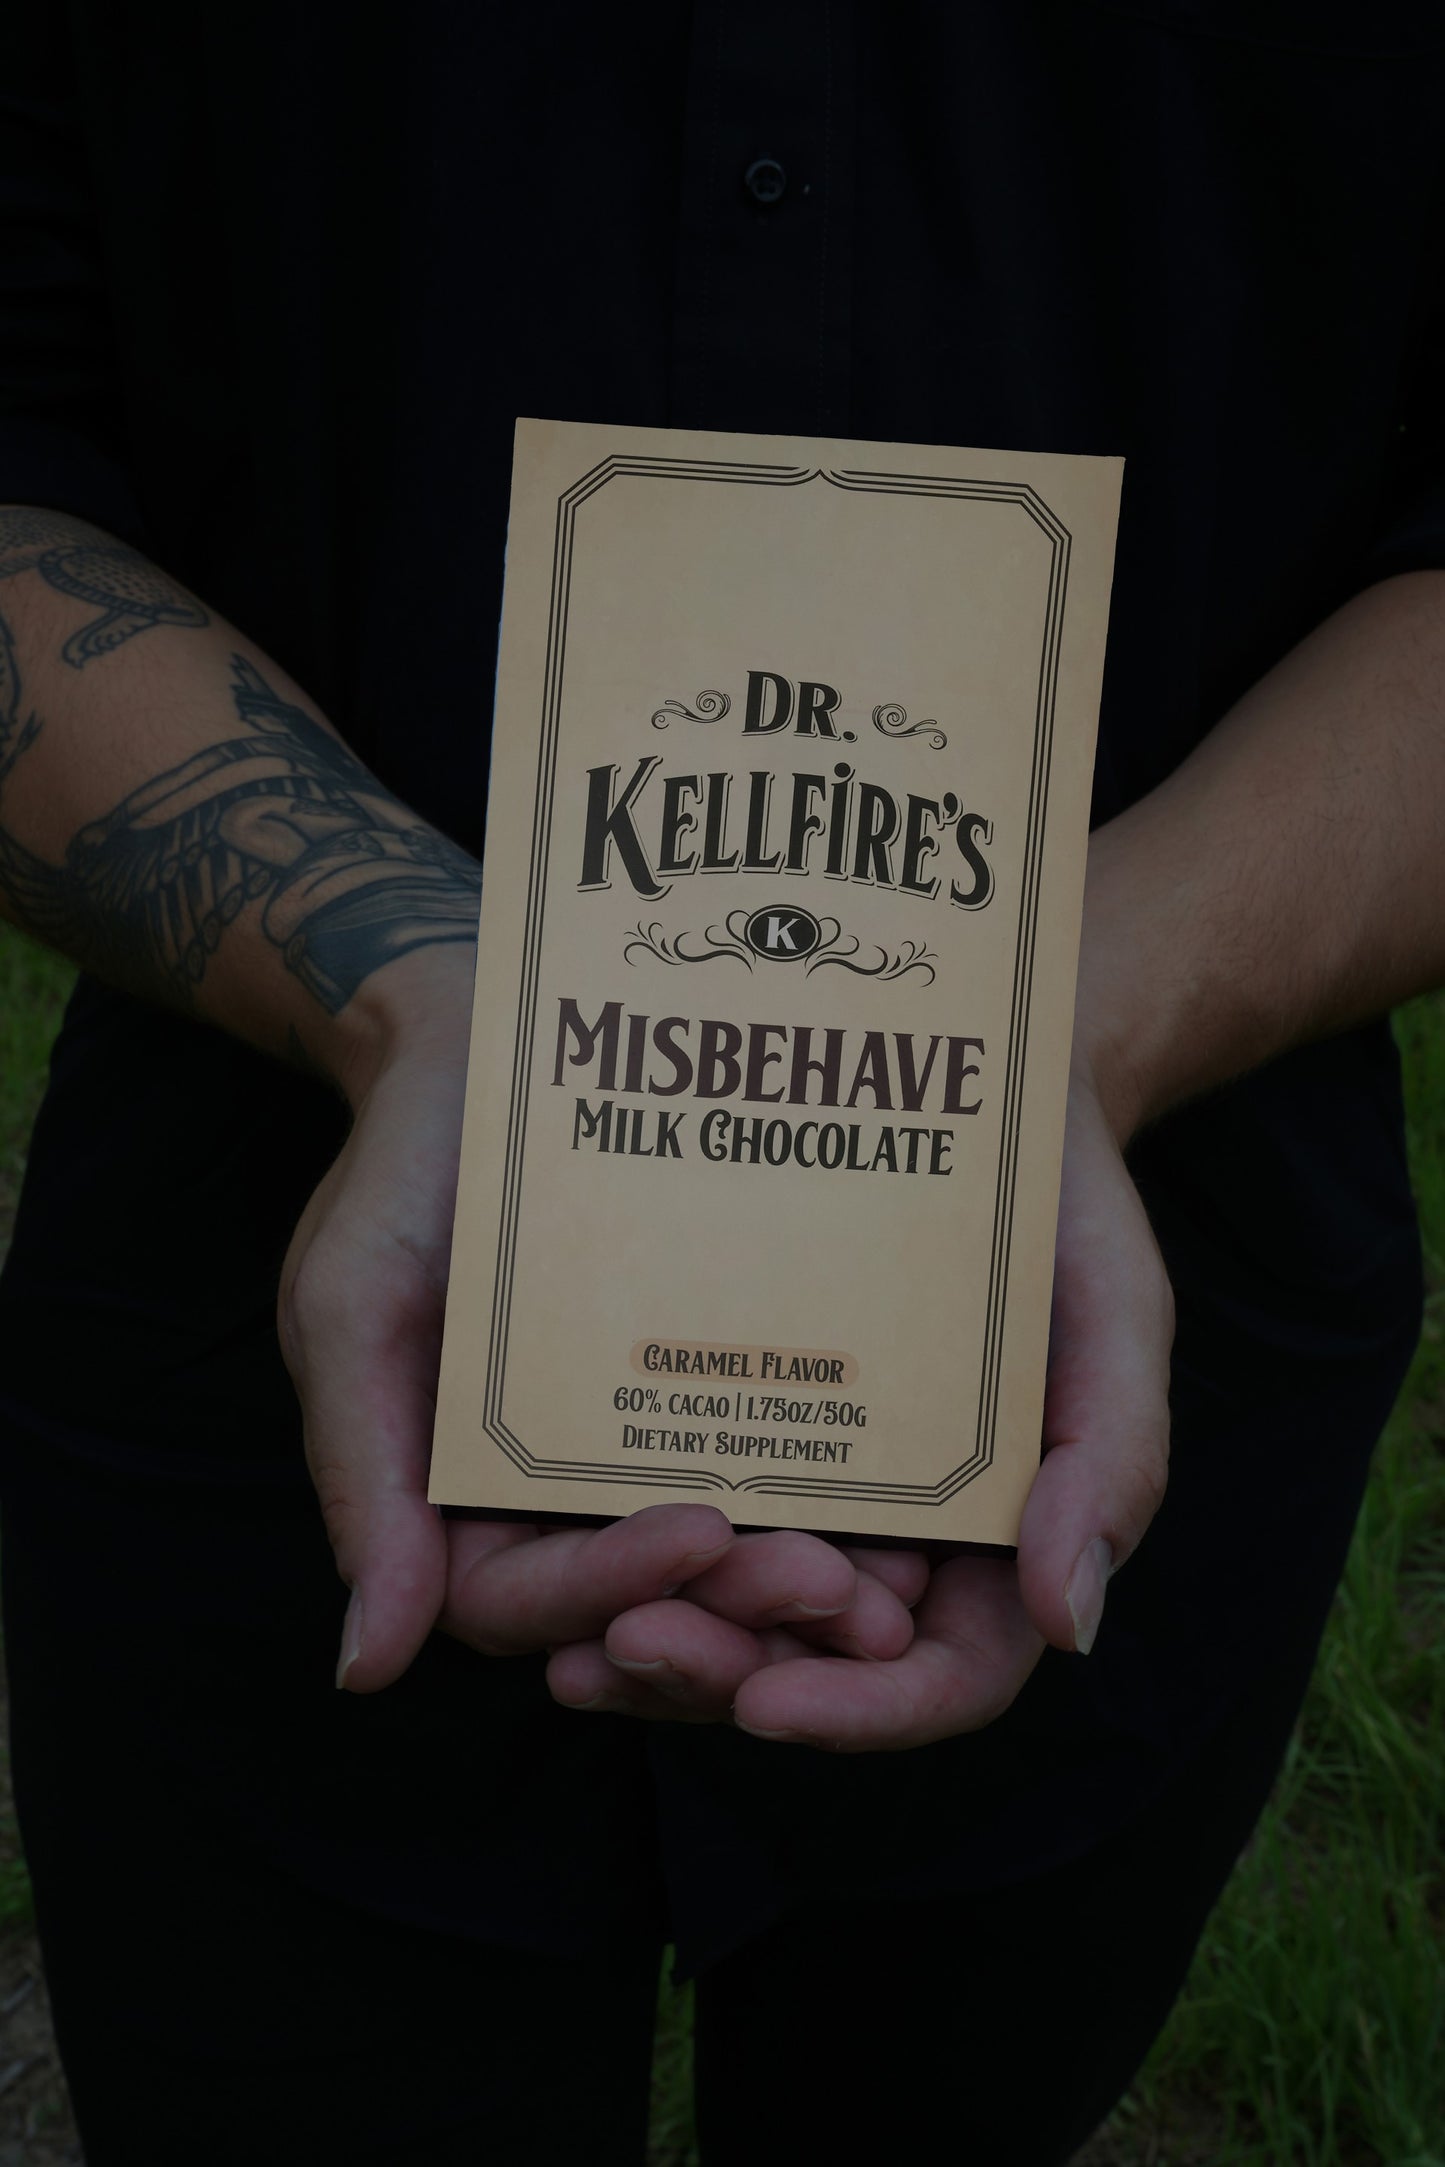 DR.
KELLFIRE'S
K
MISBEHAVE
MILK CHOCOLATE
CARAMEL FLAVOR
60% CACAO | 1.75OZ/50G
DIETARY SUPPLEMENT